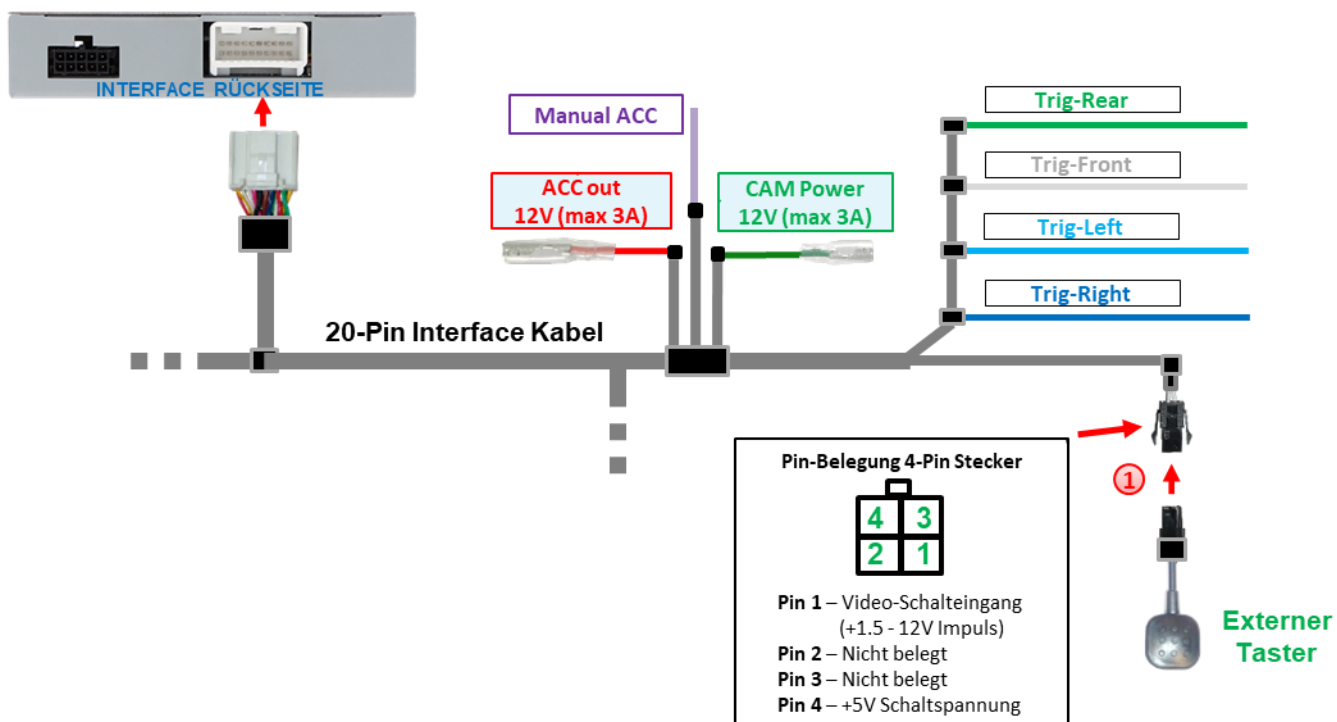 INTERFACE RÜCKSEITE
Manual ACC
ACC out
12V (max 3A)
CAM Power
12V (max 3A)
Trig-Rear
Trig-Front
Trig-Left
Trig-Right
20-Pin Interface Kabel
Pin-Belegung 4-Pin Stecker
4 3
2 1
Pin 1 – Video-Schalteingang
(+1.5 - 12V Impuls)
Pin 2 – Nicht belegt
Pin 3 – Nicht belegt
Pin 4 – +5V Schaltspannung
1
Externer
Taster